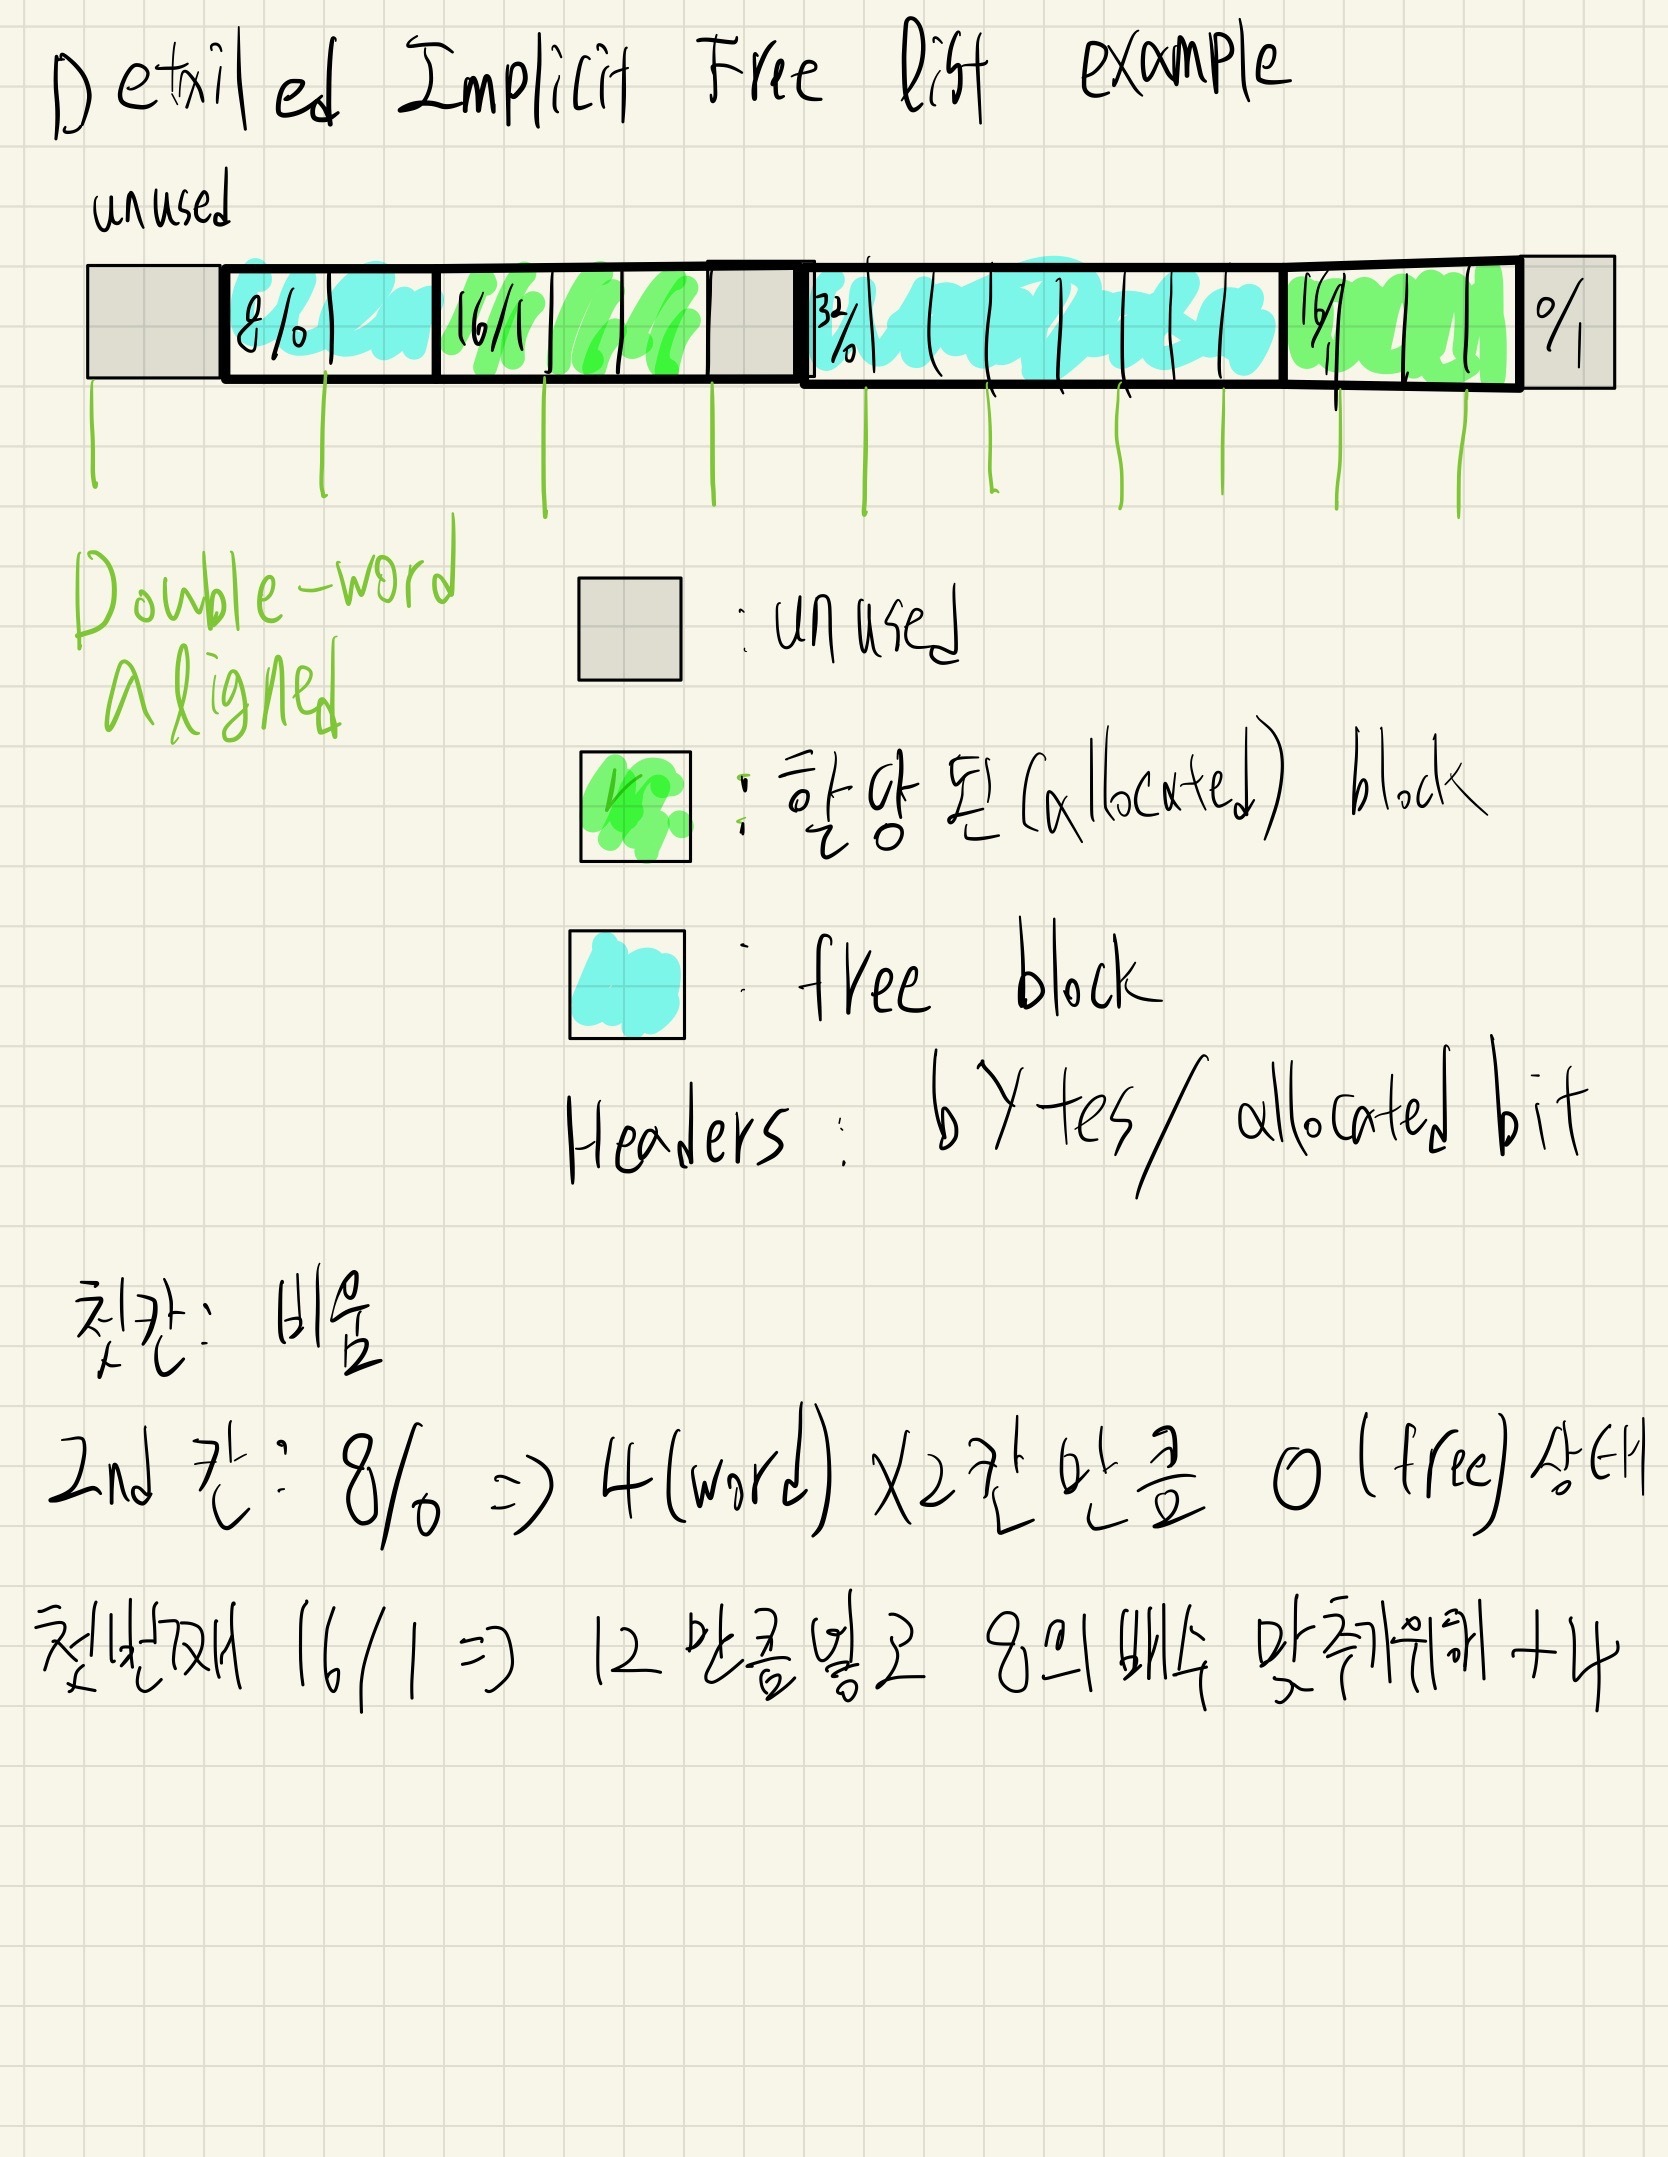 Detailed Implicit Free list example
unused
8/0 16/1 32/0 16/1 0/1
Double-word
aligned
: unused
: 할당된(allocated) block
: free block
Headers : bytes/allocated bit
첫칸: 비움
2nd 칸: 8/0 => 4(word) X2칸 만큼 0 (free) 상태
첫번째 16/1 => 12 만큼 필요 8의 배수 맞추기위해 +4